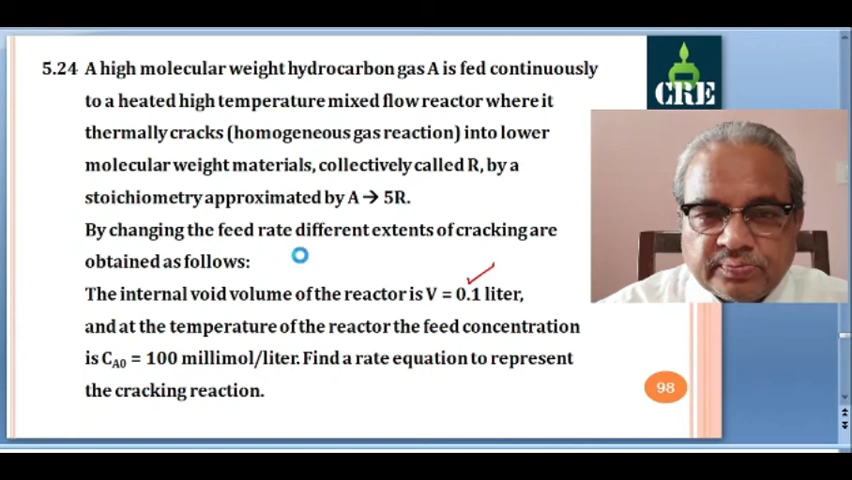 5.24 A high molecular weight hydrocarbon gas A is fed continuously
to a heated high temperature mixed flow reactor where it
thermally cracks (homogeneous gas reaction) into lower
molecular weight materials, collectively called R, by a
stoichiometry approximated by A → 5R.
By changing the feed rate different extents of cracking are
obtained as follows:
The internal void volume of the reactor is V = 0.1 liter,
and at the temperature of the reactor the feed concentration
is C_A0 = 100 millimol/liter. Find a rate equation to represent
the cracking reaction.
CRE
98